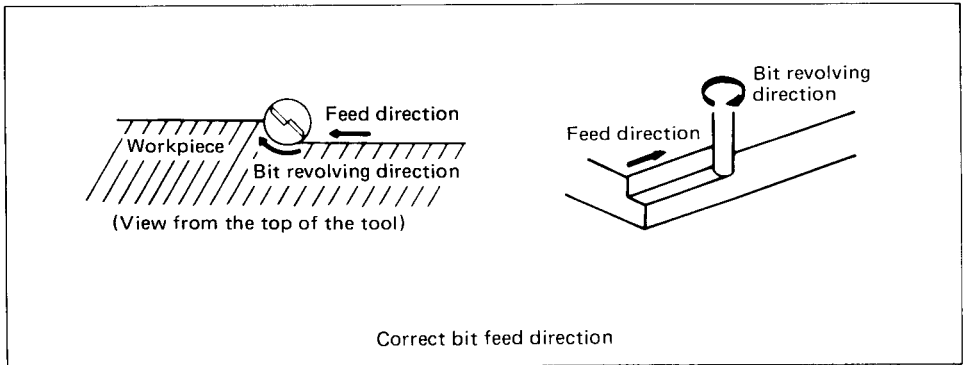 Feed direction
Workpiece
Bit revolving direction
(View from the top of the tool)
Bit revolving
direction
Feed direction
Correct bit feed direction